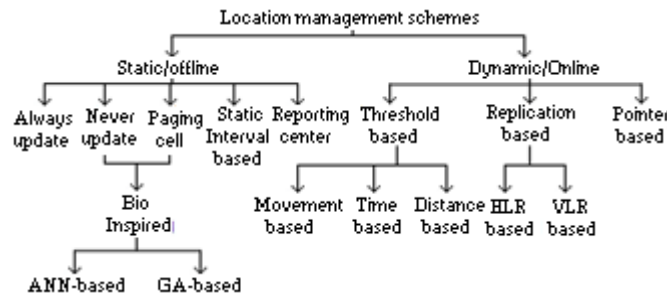 Location management schemes
Static/offline
Dynamic/Online
Always
update
Never
update
Paging
cell
Static
Interval
based
Reporting
center
Threshold
based
Replication
based
Pointer
based
Bio
Inspired
Movement
based
Time
based
Distance
based
HLR
based
VLR
based
ANN-based
GA-based